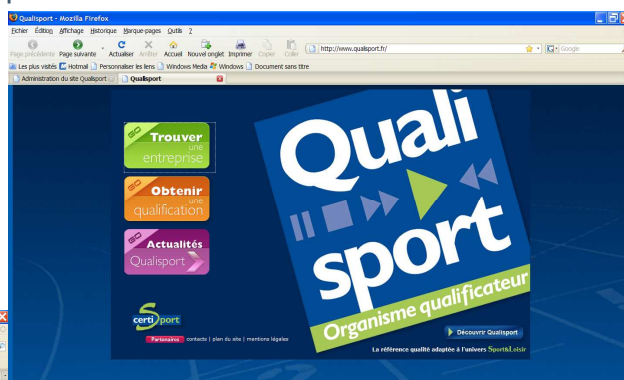 Qualisport - Mozilla Firefox
Fichier Édition Affichage Historique Marque-pages Outils ?
Page précédente Page suivante Actualiser Arrêter Accueil Nouvel onglet Imprimer Copier Coller http://www.qualisport.fr/ Google
Les plus visités Hotmail Personnaliser les liens Windows Media Windows Document sans titre
Administration du site Qualisport Qualisport
GO Trouver
une
entreprise
GO Obtenir
une
qualification
GO Actualités
Qualisport
Quali
sport
Organisme qualificateur
certiSport
Découvrir Qualisport
Partenaires contacts | plan du site | mentions légales
La référence qualité adaptée à l'univers Sport&Loisir